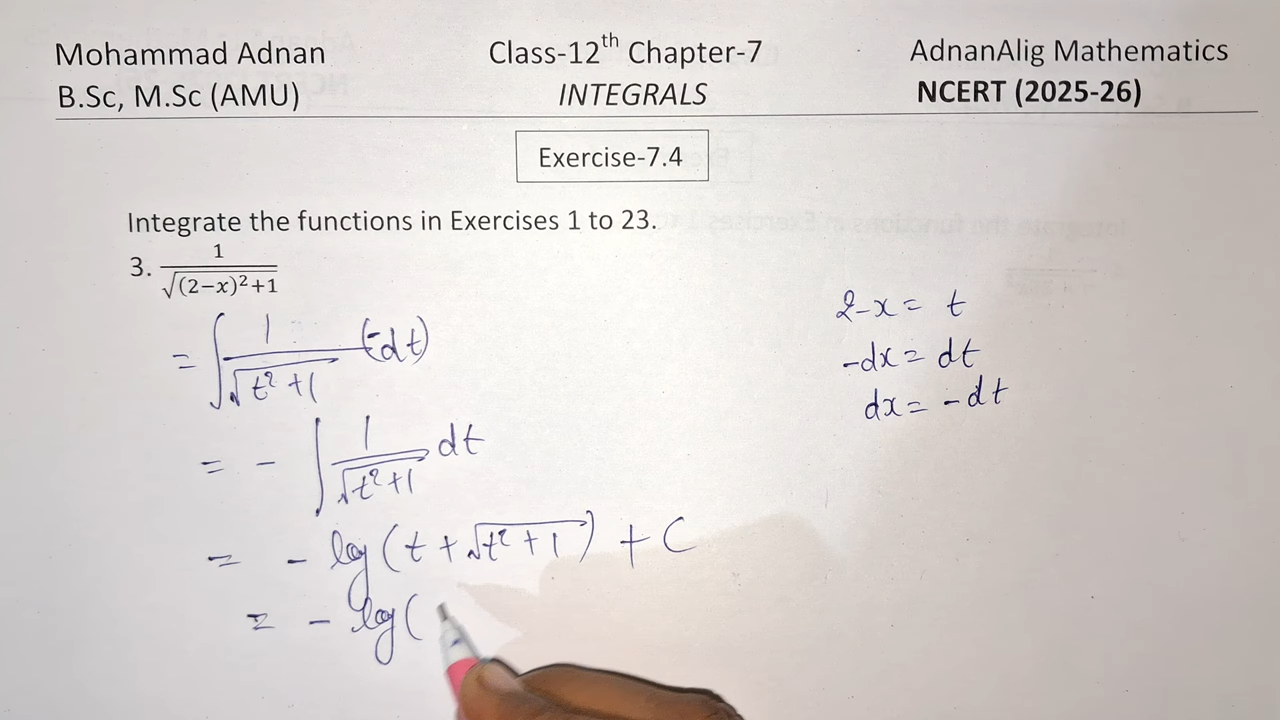 Mohammad Adnan Class-12th Chapter-7 AdnanAlig Mathematics
B.Sc, M.Sc (AMU) INTEGRALS NCERT (2025-26)
Exercise-7.4
Integrate the functions in Exercises 1 to 23.
3. 1/√((2−x)²+1)
= ∫ 1/√(t²+1) (-dt)
= - ∫ 1/√(t²+1) dt
= - log(t+√(t²+1)) + C
= - log(
2-x = t
-dx = dt
dx = -dt